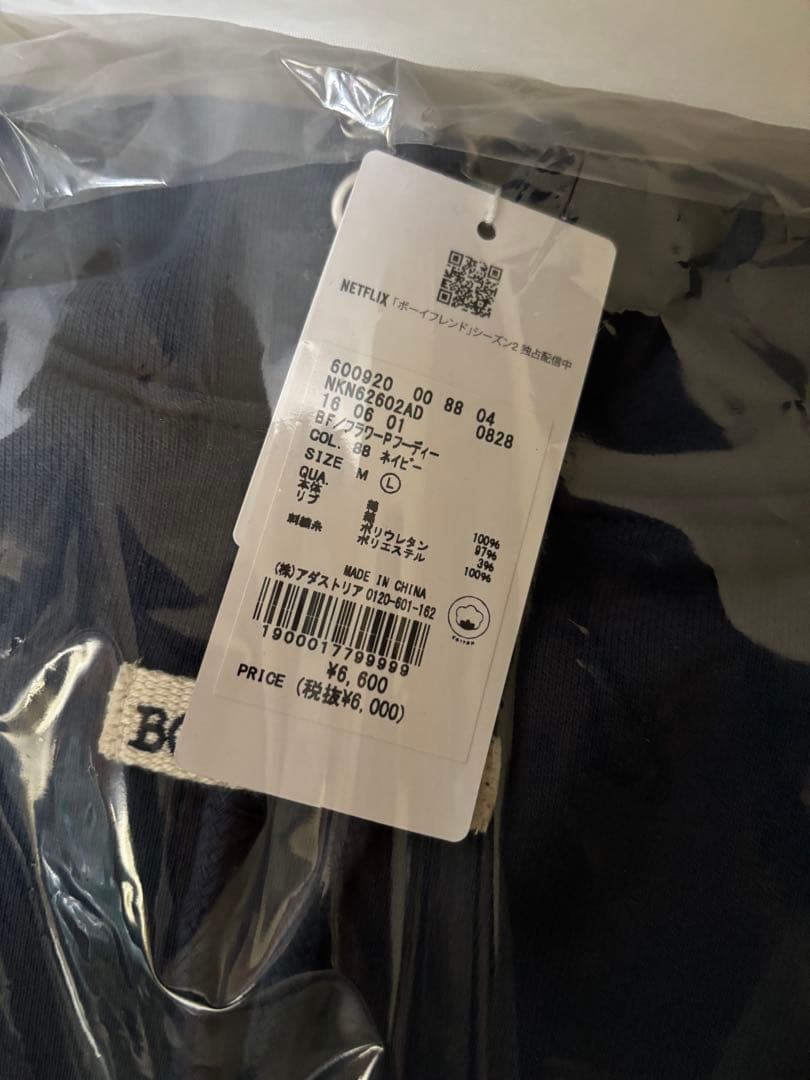 NETFLIX「ボーイフレンド」シーズン2 独占配信中
600920 00 88 04
NKN62602AD 0828
16 06 01
BF/フラワーPフーディー
COL. 88 ネイビー
SIZE M Ⓛ
QUA.
本体 綿 100%
リブ 綿 97%
ポリウレタン 3%
刺繍糸 ポリエステル 100%
MADE IN CHINA
(株)アダストリア 0120-601-162
1900017799999
¥6,600
PRICE (税抜¥6,000)